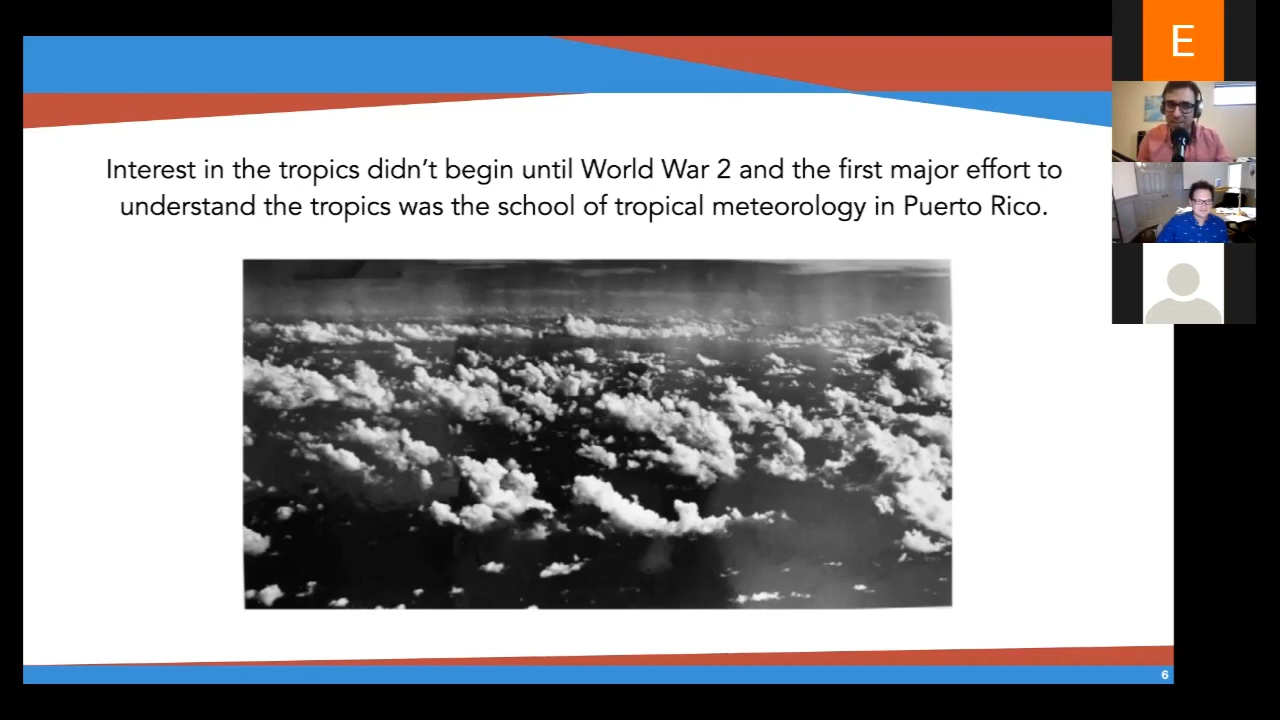 E
Interest in the tropics didn’t begin until World War 2 and the first major effort to
understand the tropics was the school of tropical meteorology in Puerto Rico.
6